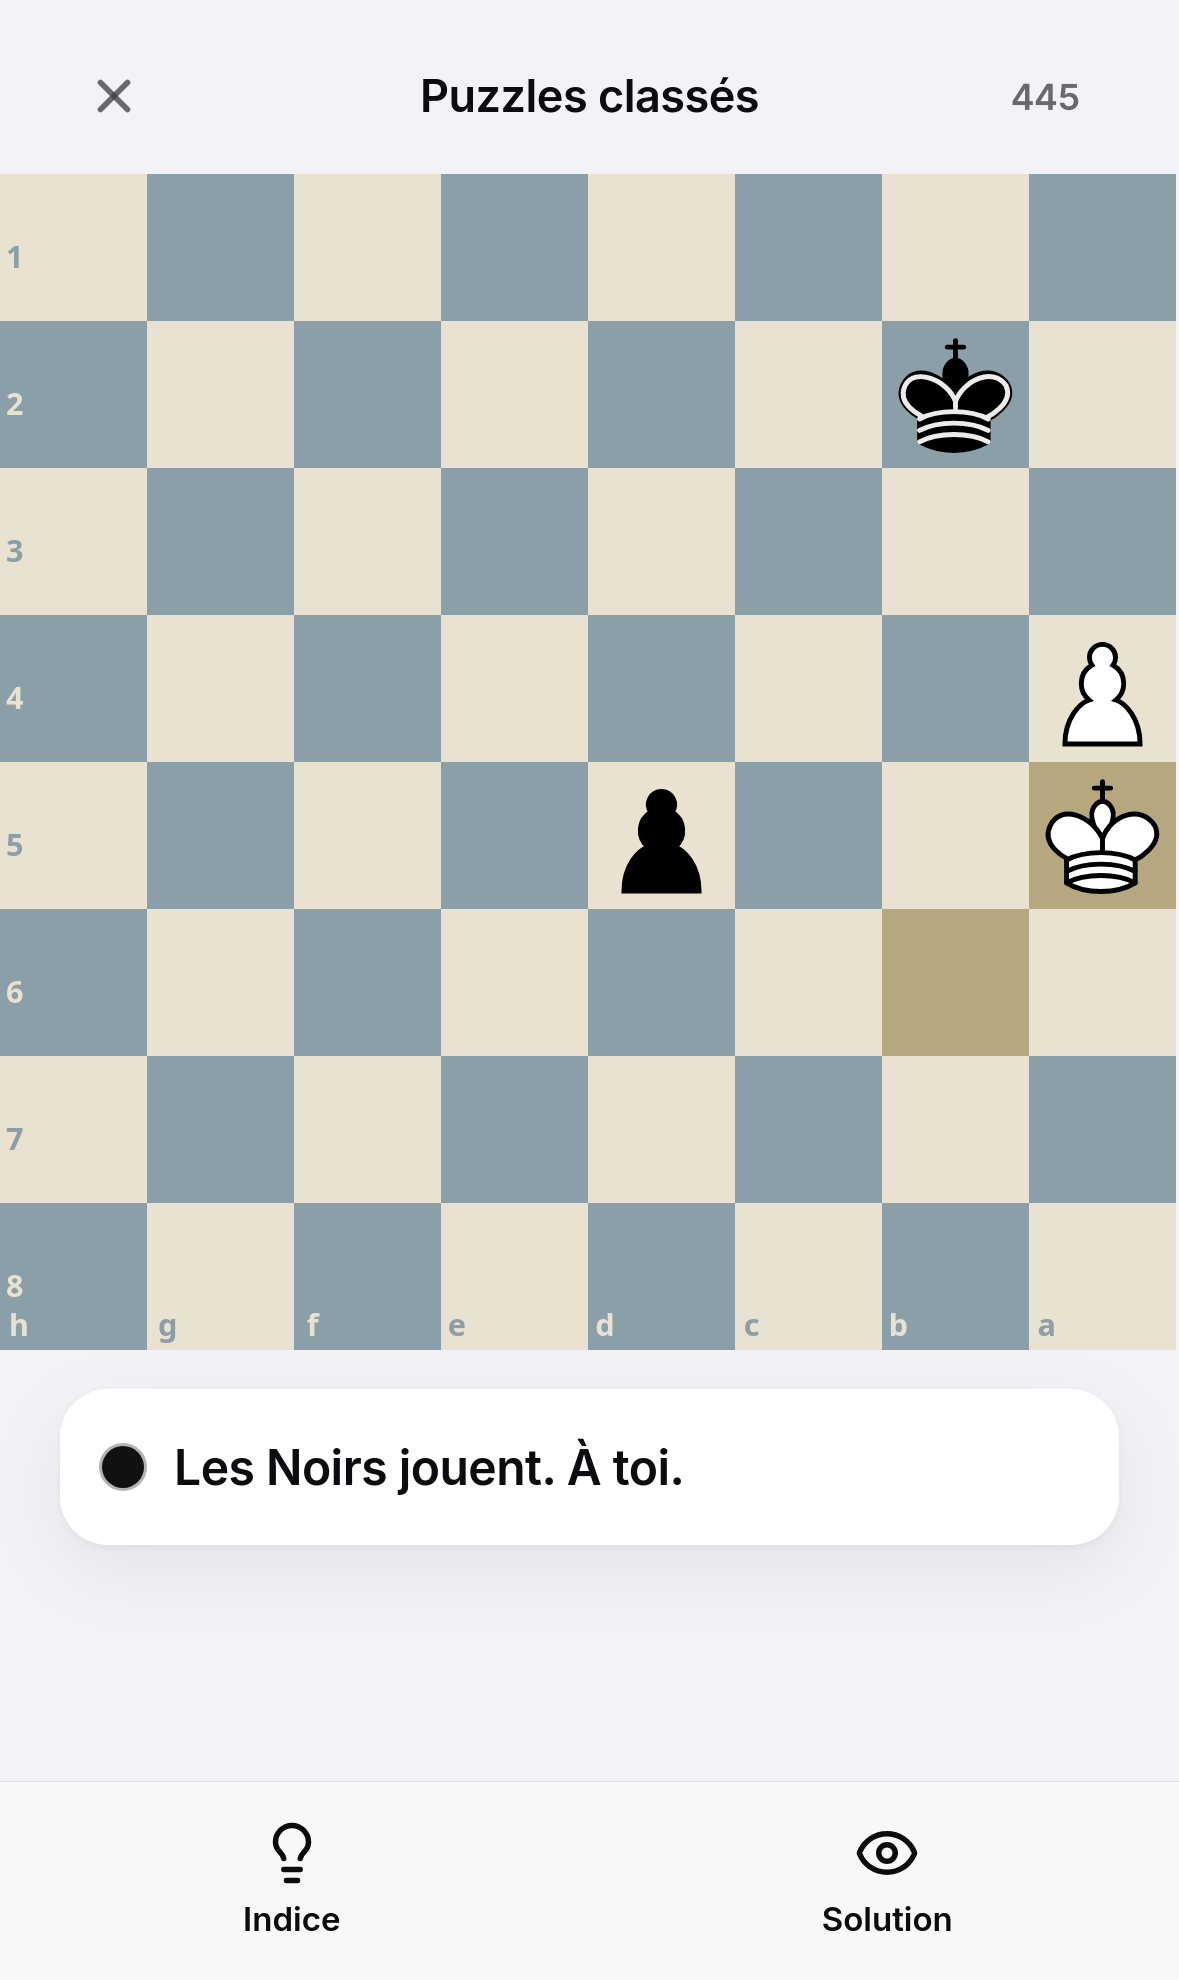 Puzzles classés
445
1
2
3
4
5
6
7
8
h g f e d c b a
Les Noirs jouent. À toi.
Indice
Solution